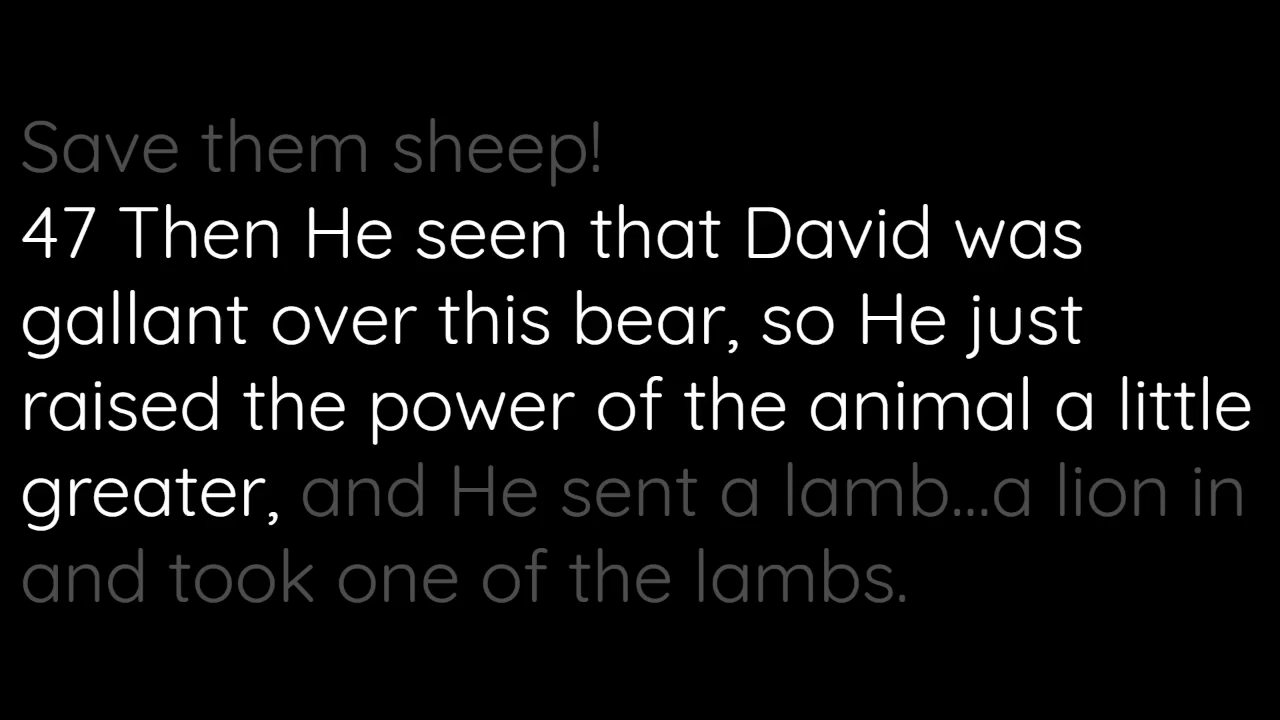 Save them sheep!
47 Then He seen that David was
gallant over this bear, so He just
raised the power of the animal a little
greater, and He sent a lamb...a lion in
and took one of the lambs.